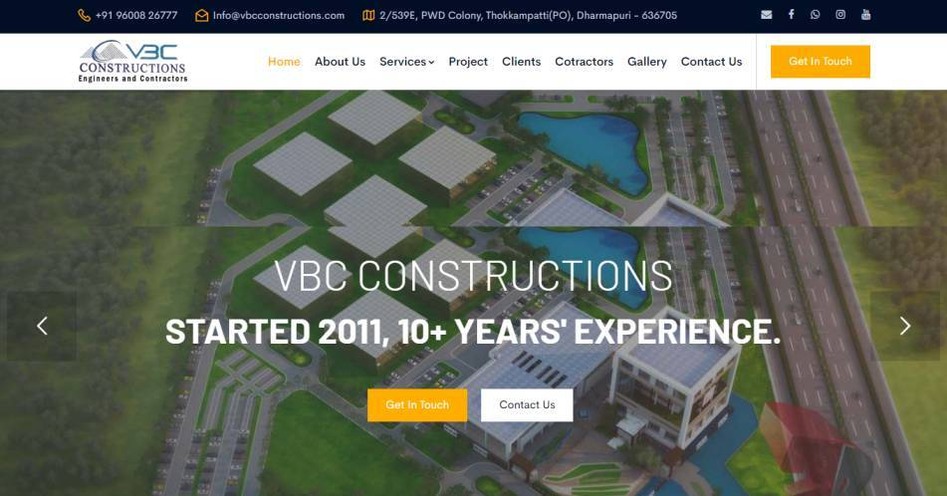 +91 96008 26777 Info@vbcconstructions.com 2/539E, PWD Colony, Thokkampatti(PO), Dharmapuri - 636705
VBC
CONSTRUCTIONS
Engineers and Contractors
Home About Us Services Project Clients Cotractors Gallery Contact Us Get In Touch
VBC CONSTRUCTIONS
STARTED 2011, 10+ YEARS' EXPERIENCE.
Get In Touch Contact Us